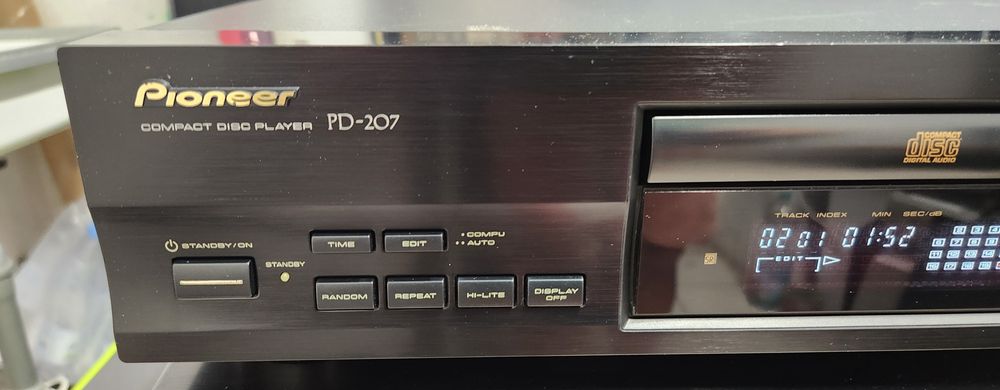 Pioneer
COMPACT DISC PLAYER PD-207
COMPACT
disc
DIGITAL AUDIO
TRACK INDEX MIN SEC/dB
02 01 01:52
EDIT
STANDBY/ON
STANDBY
TIME
EDIT
• COMPU
•• AUTO
RANDOM
REPEAT
HI-LITE
DISPLAY
OFF